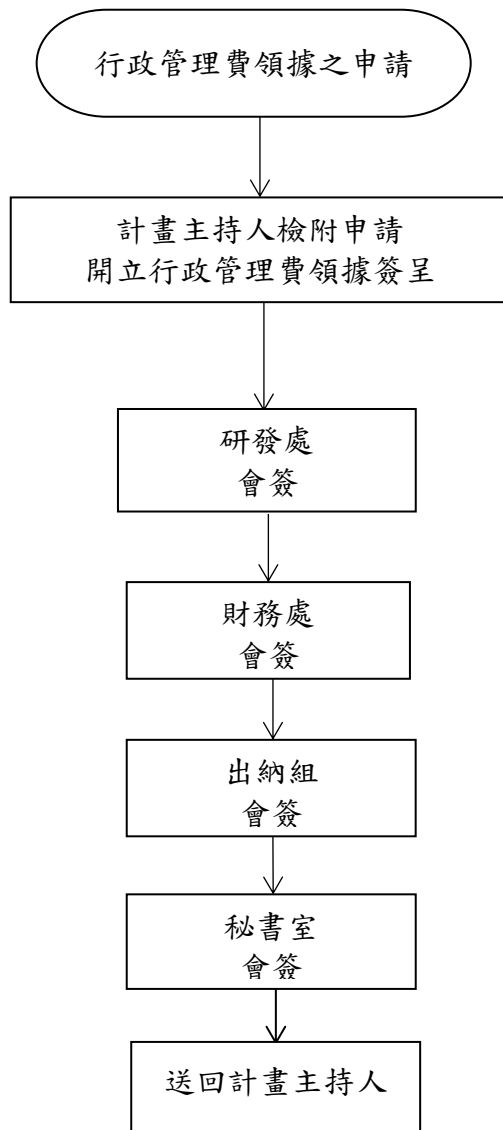 行政管理費領據之申請
計畫主持人檢附申請
開立行政管理費領據簽呈
研發處
會簽
財務處
會簽
出納組
會簽
秘書室
會簽
送回計畫主持人